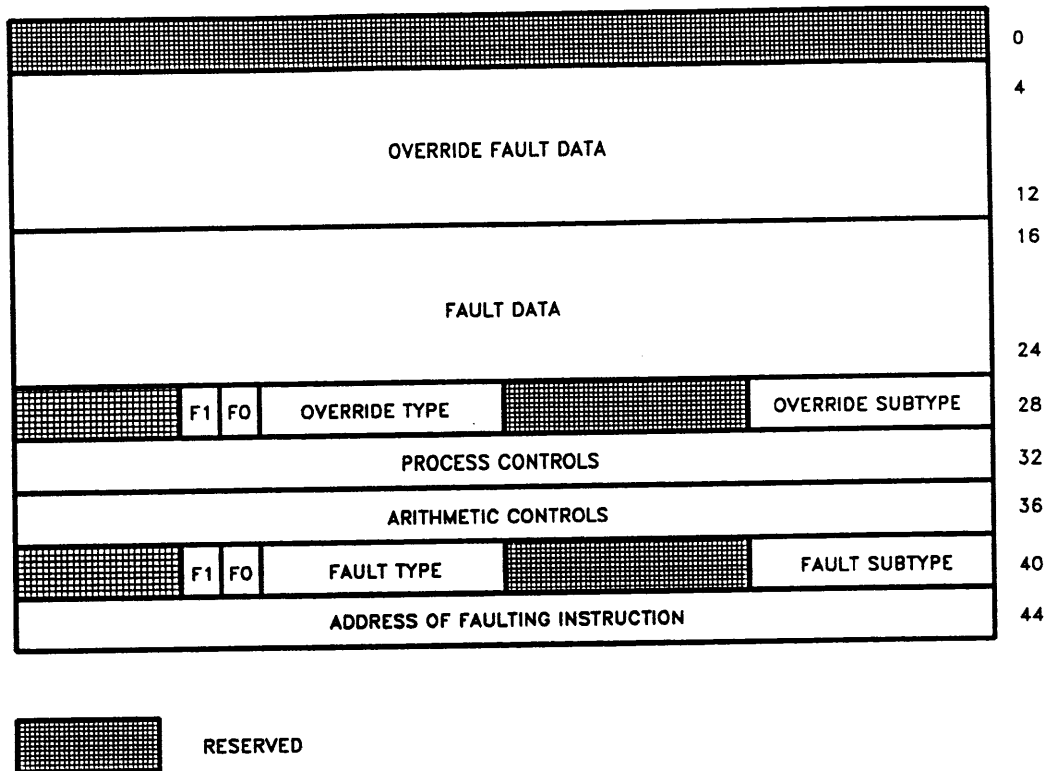 0
4
OVERRIDE FAULT DATA
12
16
FAULT DATA
24
F1 F0 OVERRIDE TYPE OVERRIDE SUBTYPE 28
PROCESS CONTROLS 32
ARITHMETIC CONTROLS 36
F1 F0 FAULT TYPE FAULT SUBTYPE 40
ADDRESS OF FAULTING INSTRUCTION 44
RESERVED